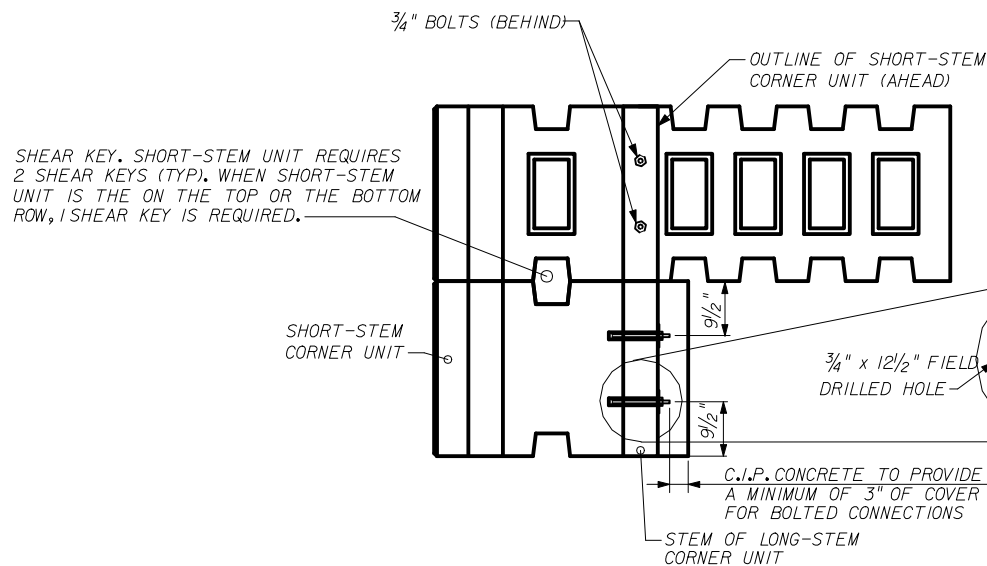 ¾" BOLTS (BEHIND)
OUTLINE OF SHORT-STEM
CORNER UNIT (AHEAD)
SHEAR KEY. SHORT-STEM UNIT REQUIRES
2 SHEAR KEYS (TYP). WHEN SHORT-STEM
UNIT IS THE ON THE TOP OR THE BOTTOM
ROW, 1 SHEAR KEY IS REQUIRED.
9½"
SHORT-STEM
CORNER UNIT
¾" x 12½" FIELD
DRILLED HOLE
9½"
C.I.P. CONCRETE TO PROVIDE
A MINIMUM OF 3" OF COVER
FOR BOLTED CONNECTIONS
STEM OF LONG-STEM
CORNER UNIT